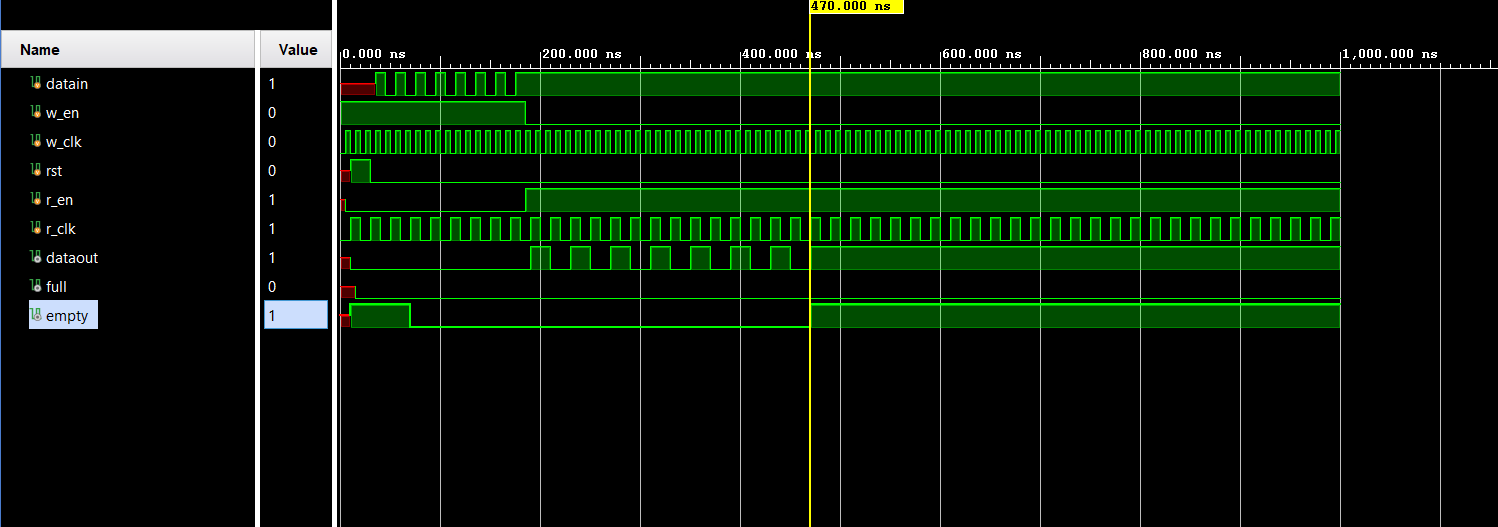 470.000 ns
Name Value
0.000 ns 200.000 ns 400.000 ns 600.000 ns 800.000 ns 1,000.000 ns
datain 1
w_en 0
w_clk 0
rst 0
r_en 1
r_clk 1
dataout 1
full 0
empty 1